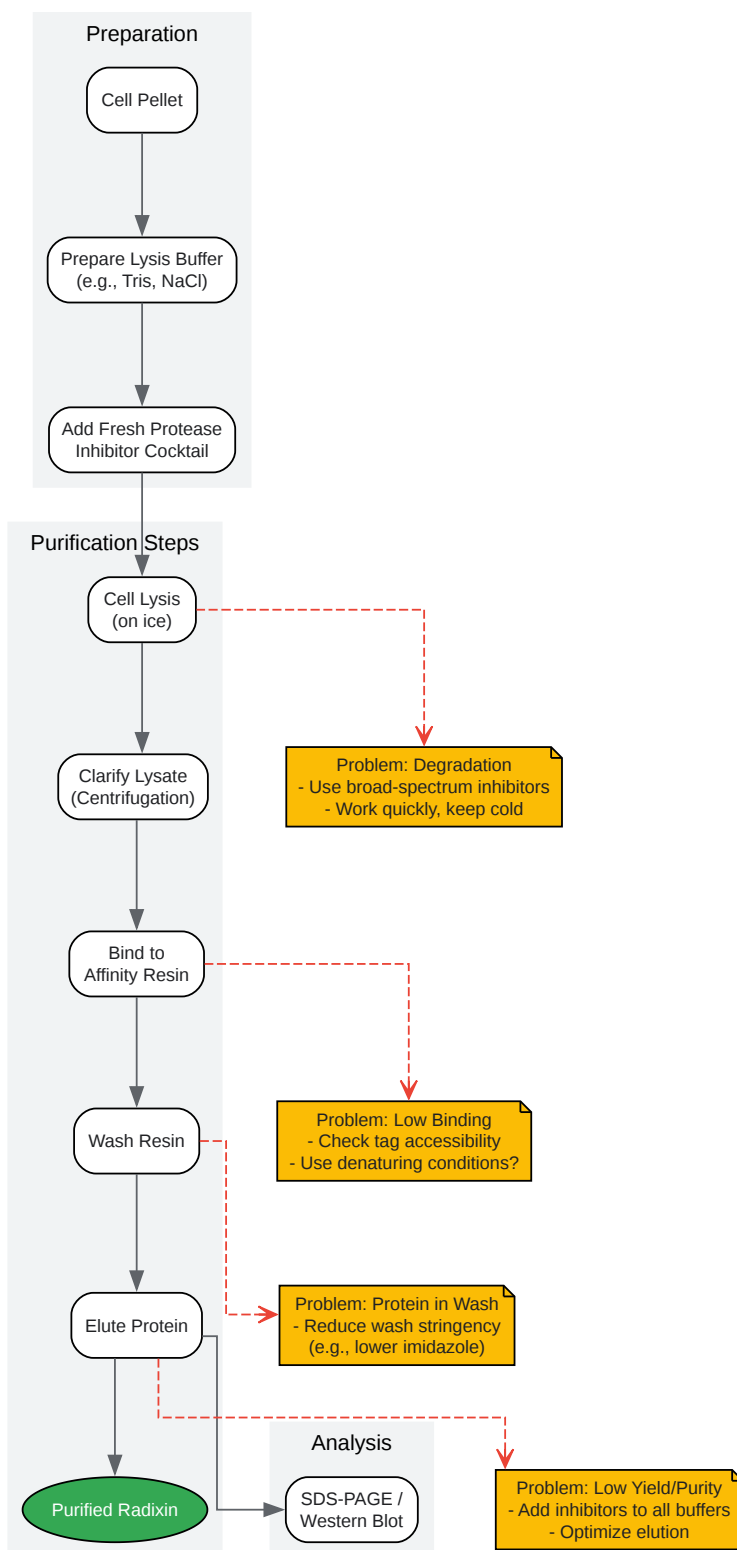 Preparation
Cell Pellet
Prepare Lysis Buffer
(e.g., Tris, NaCl)
Add Fresh Protease
Inhibitor Cocktail
Purification Steps
Cell Lysis
(on ice)
Problem: Degradation
- Use broad-spectrum inhibitors
- Work quickly, keep cold
Clarify Lysate
(Centrifugation)
Bind to
Affinity Resin
Problem: Low Binding
- Check tag accessibility
- Use denaturing conditions?
Wash Resin
Problem: Protein in Wash
- Reduce wash stringency
(e.g., lower imidazole)
Elute Protein
Analysis
Purified Radixin
SDS-PAGE /
Western Blot
Problem: Low Yield/Purity
- Add inhibitors to all buffers
- Optimize elution